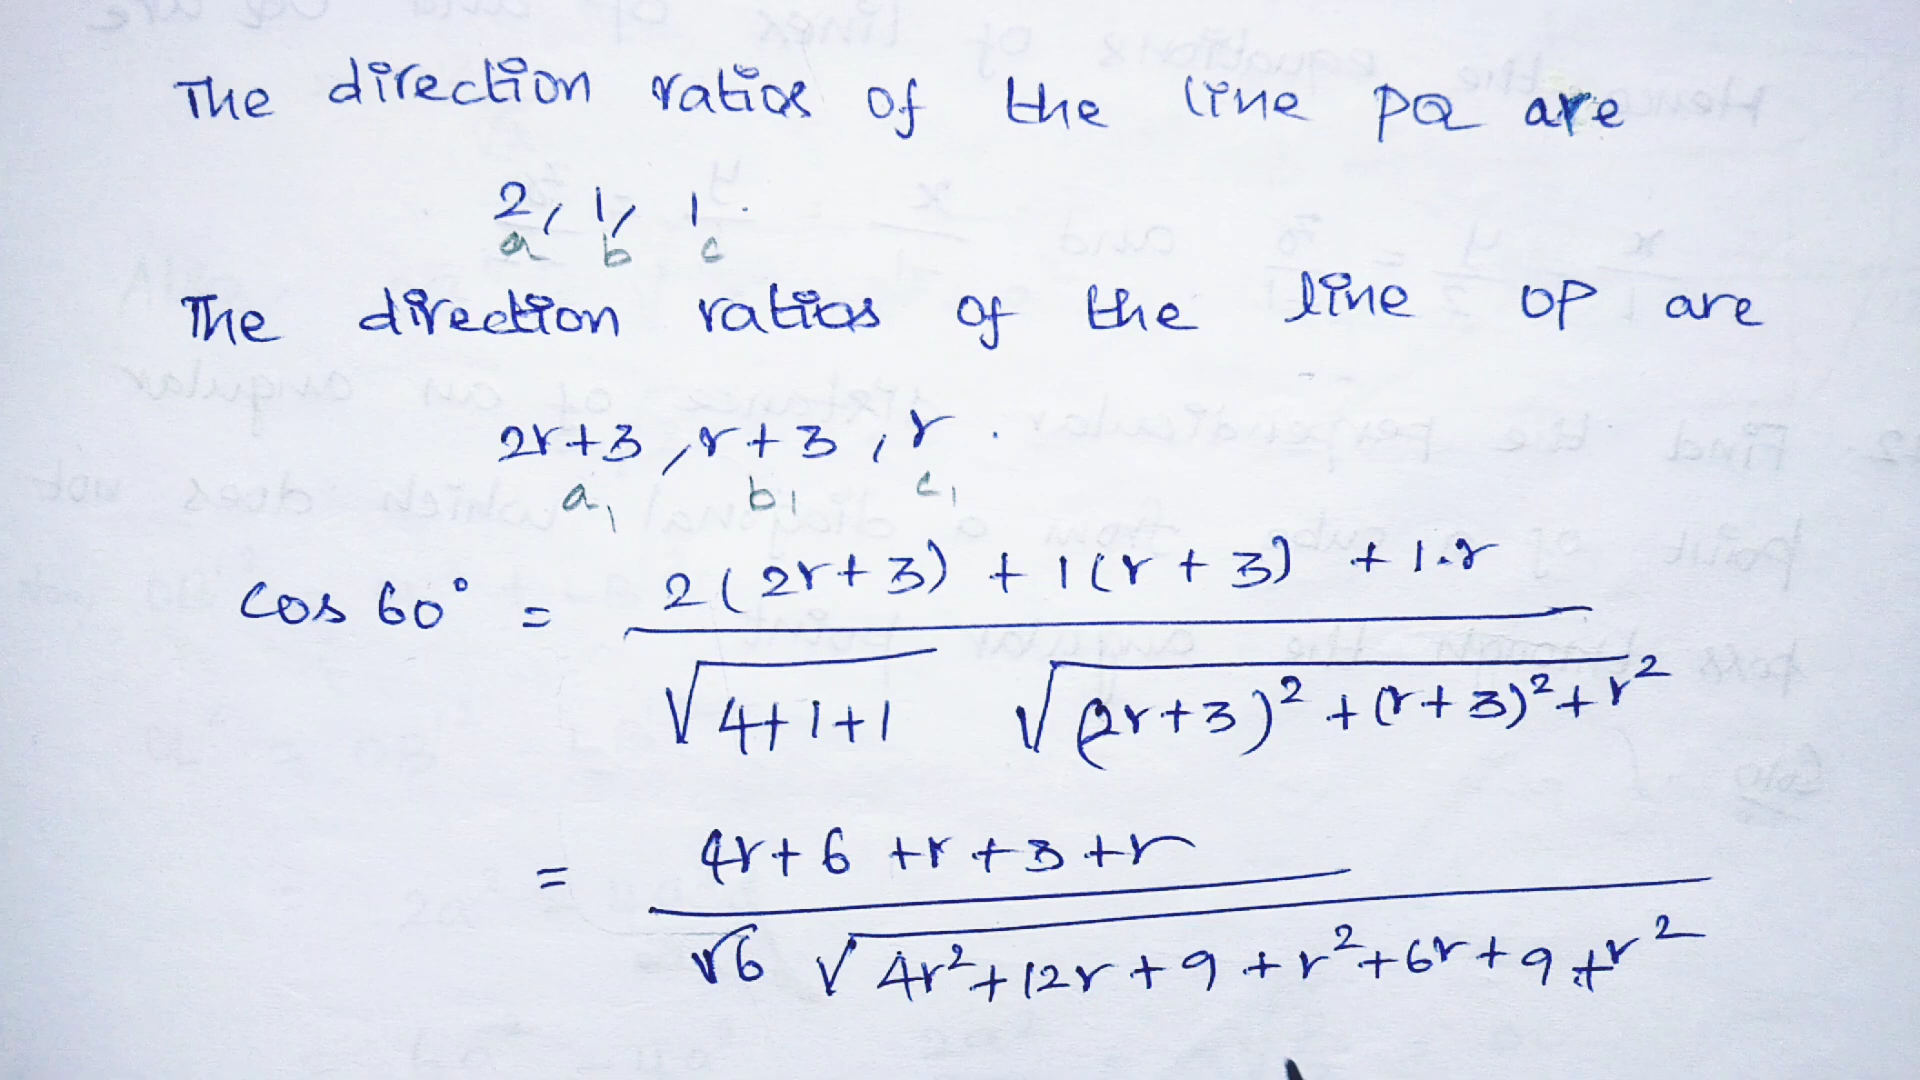 The direction ratios of the line PQ are
2, 1, 1.
a b c
The direction ratios of the line OP are
2r+3, r+3, r.
a₁ b₁ c₁
cos 60° = 2(2r+3) + 1(r+3) + 1.r
√4+1+1 √(2r+3)² + (r+3)² + r²
= 4r+6 +r+3+r
√6 √4r²+12r+9+r²+6r+9+r²